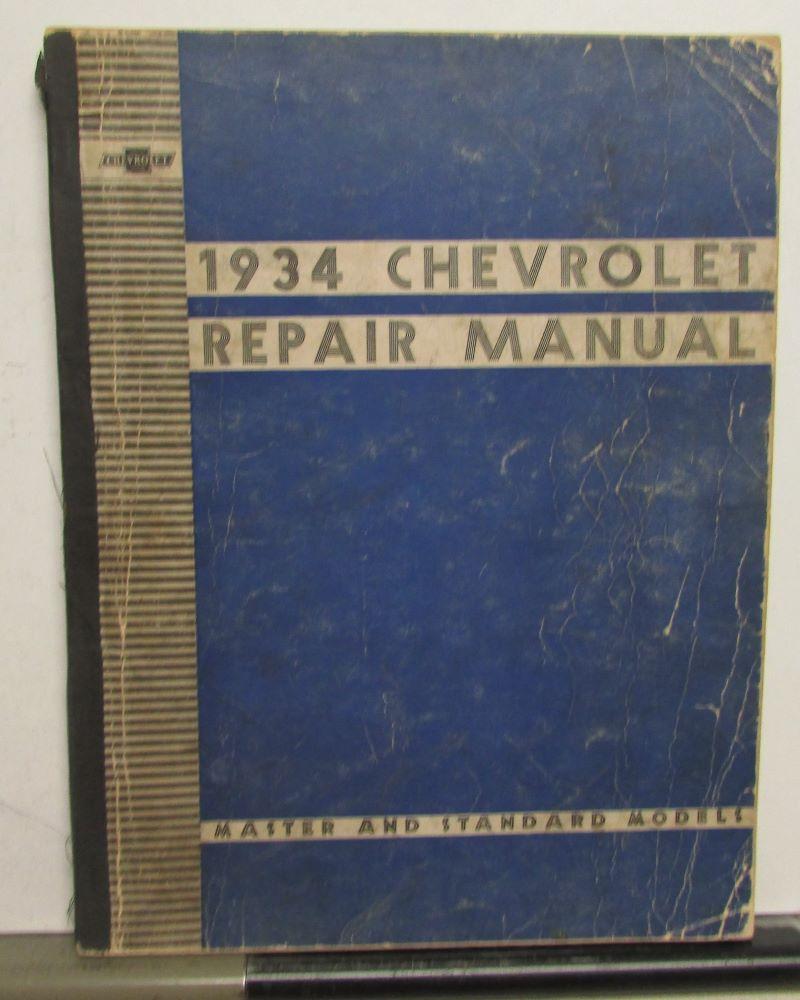 CHEVROLET
1934 CHEVROLET
REPAIR MANUAL
MASTER AND STANDARD MODELS